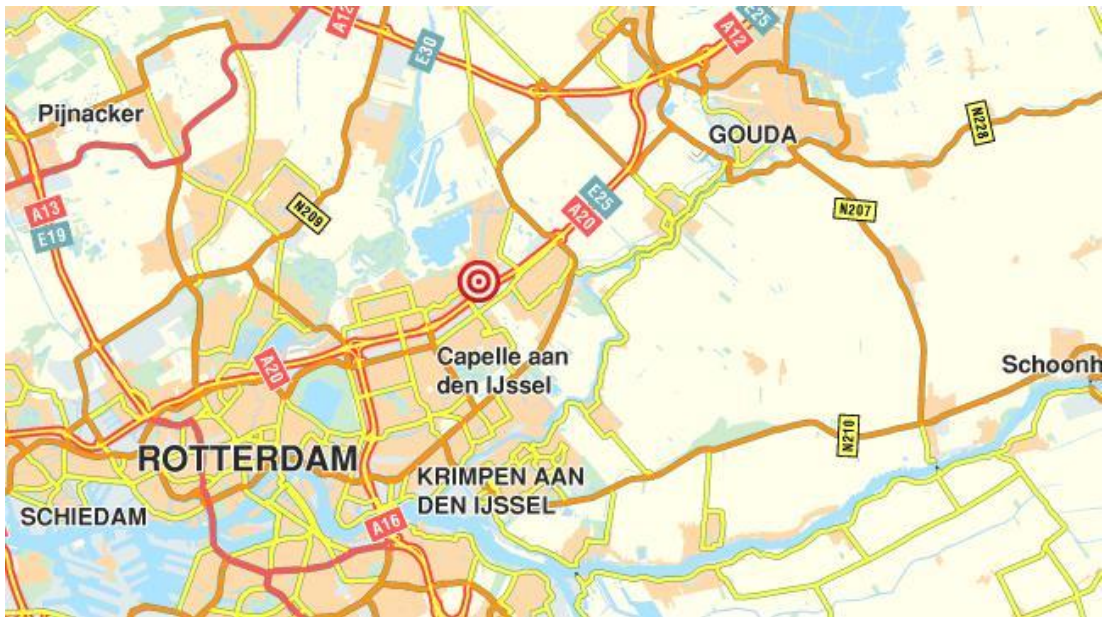 A12
E25
E30
A12
Pijnacker
GOUDA
N228
A13
E19
N209
E25
A20
N207
A20
Capelle aan
den IJssel
Schoonh
N210
ROTTERDAM
KRIMPEN AAN
DEN IJSSEL
SCHIEDAM
A16